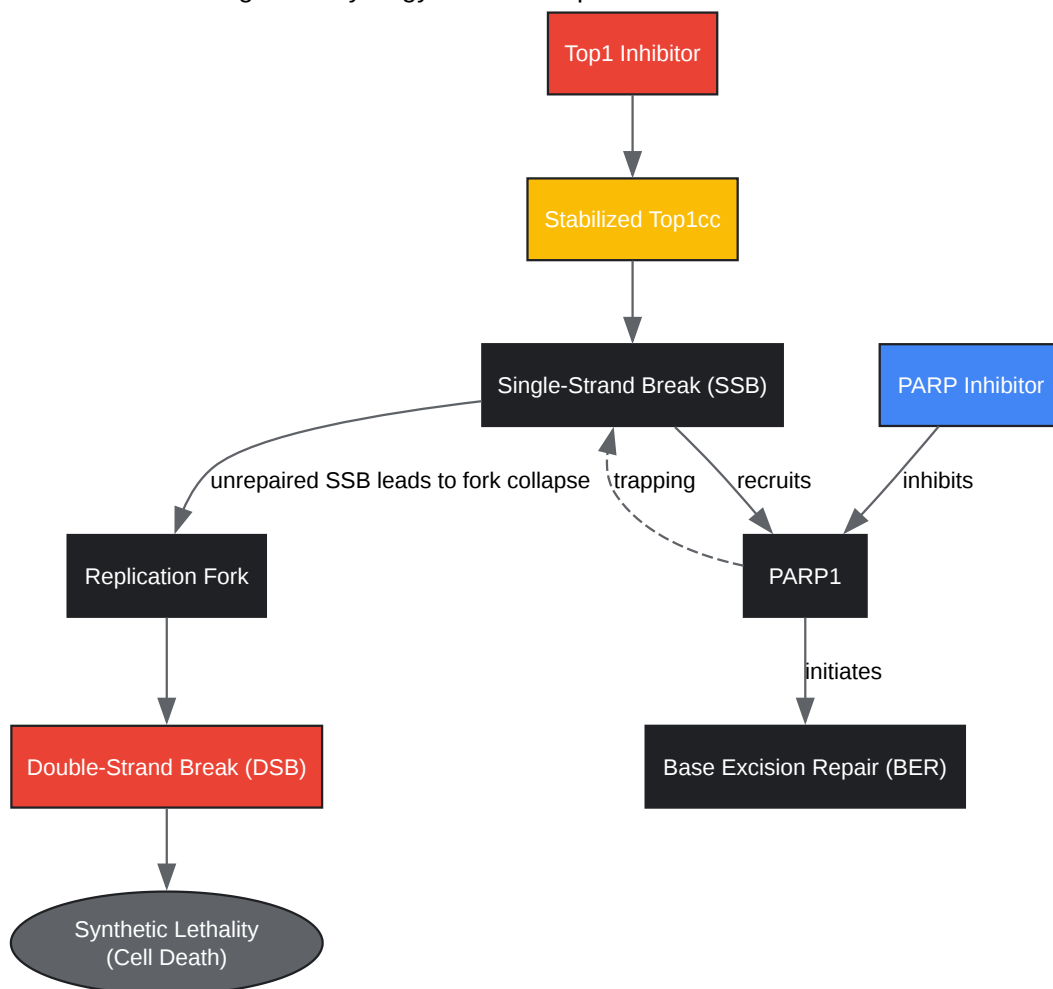 Top1 Inhibitor
Stabilized Top1cc
Single-Strand Break (SSB)
PARP Inhibitor
unrepaired SSB leads to fork collapse
trapping
recruits
inhibits
Replication Fork
PARP1
initiates
Double-Strand Break (DSB)
Base Excision Repair (BER)
Synthetic Lethality
(Cell Death)